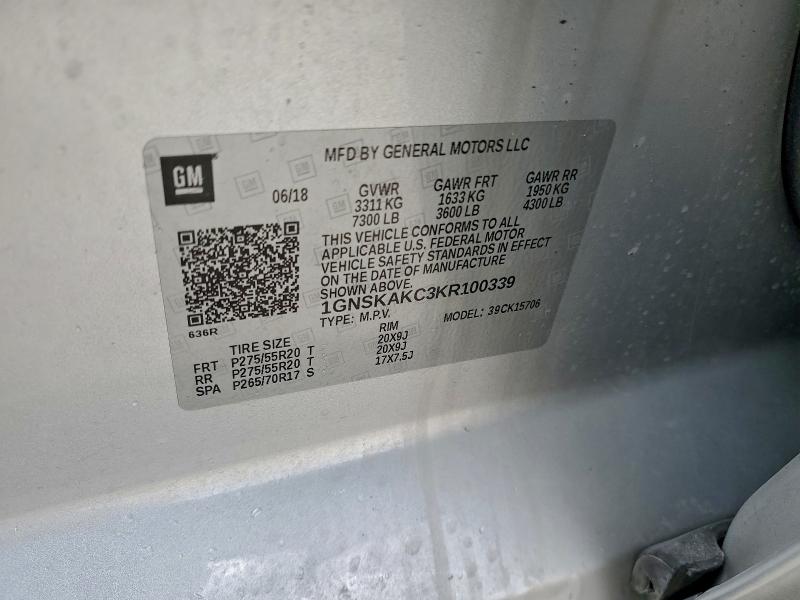 GM
MFD BY GENERAL MOTORS LLC
06/18
GVWR GAWR FRT GAWR RR
3311 KG 1633 KG 1950 KG
7300 LB 3600 LB 4300 LB
THIS VEHICLE CONFORMS TO ALL
APPLICABLE U.S. FEDERAL MOTOR
VEHICLE SAFETY STANDARDS IN EFFECT
ON THE DATE OF MANUFACTURE
SHOWN ABOVE.
1GNSKAKC3KR100339
TYPE: M.P.V. MODEL: 39CK15706
636R
TIRE SIZE RIM
FRT P275/55R20 T 20X9J
RR P275/55R20 T 20X9J
SPA P265/70R17 S 17X7.5J